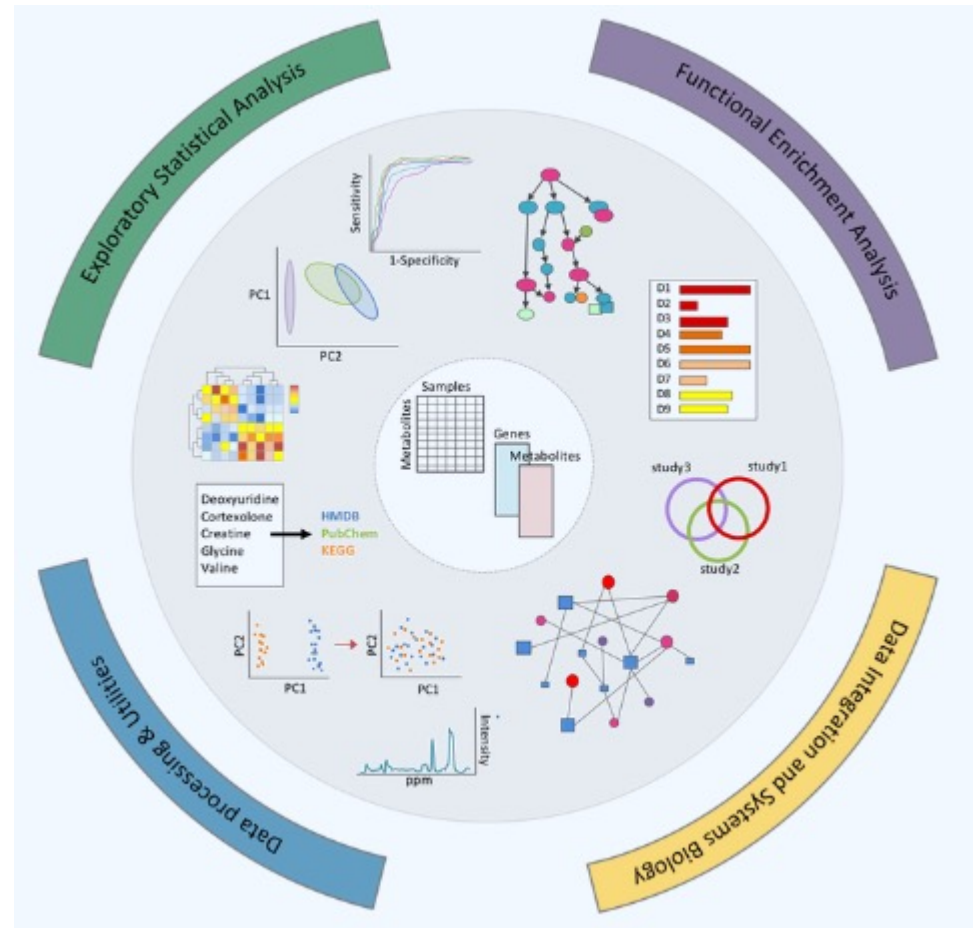 Exploratory Statistical Analysis
Functional Enrichment Analysis
Sensitivity
1-Specificity
PC1
PC2
D1
D2
D3
D4
D5
D6
D7
D8
D9
Samples
Metabolites
Genes
Metabolites
study3
study1
study2
Deoxyuridine
Cortexolone
Creatine
Glycine
Valine
HMDB
PubChem
KEGG
PC2
PC1
PC2
PC1
Intensity
ppm
Data processing & Utilities
Data Integration and Systems Biology